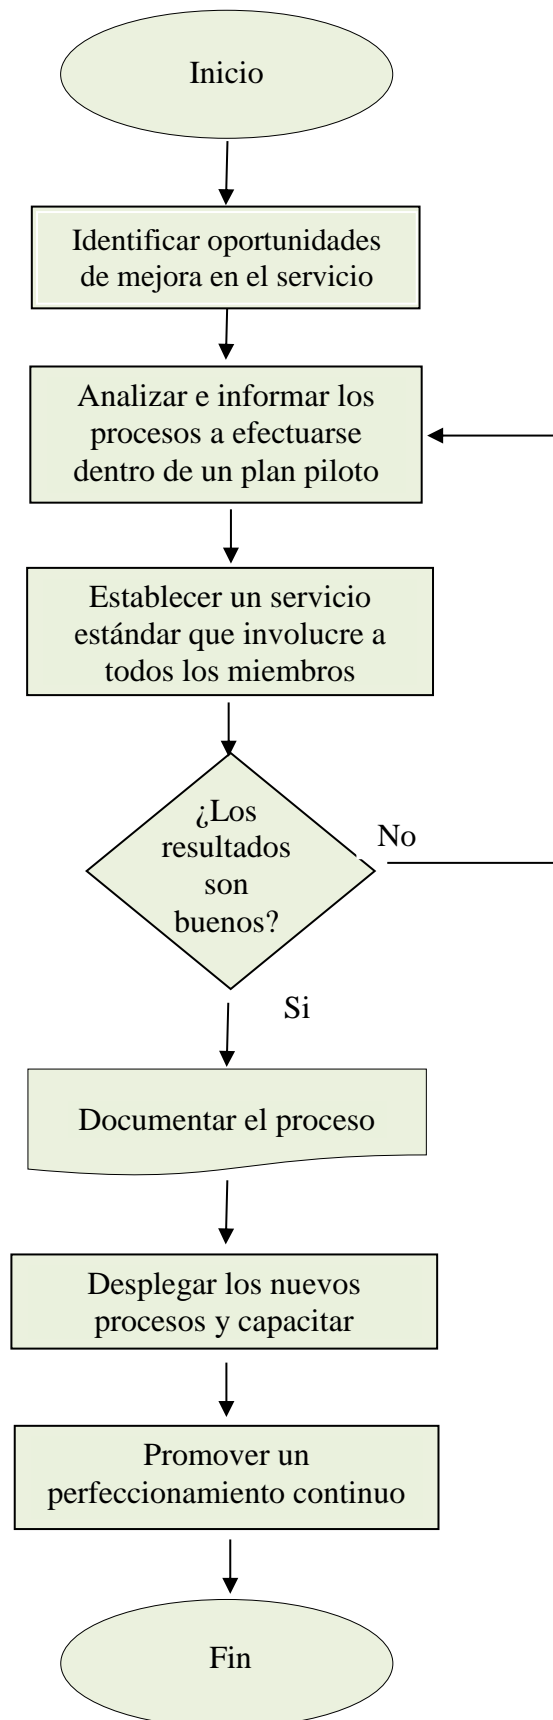 Inicio
Identificar oportunidades
de mejora en el servicio
Analizar e informar los
procesos a efectuarse
dentro de un plan piloto
Establecer un servicio
estándar que involucre a
todos los miembros
¿Los
resultados
son
buenos?
No
Si
Documentar el proceso
Desplegar los nuevos
procesos y capacitar
Promover un
perfeccionamiento continuo
Fin